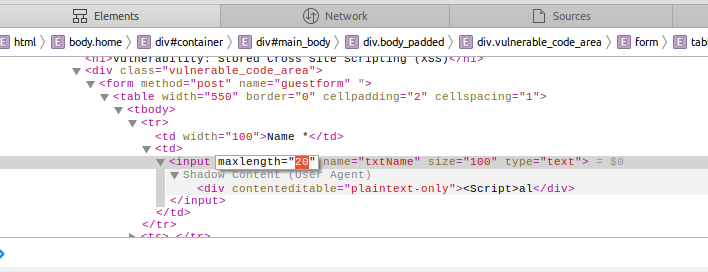 Elements Network Sources
E html E body.home E div#container E div#main_body E div.body_padded E div.vulnerable_code_area E form E tab
<h1>Vulnerability: Stored Cross Site Scripting (XSS)</h1>
▼<div class="vulnerable_code_area">
▼<form method="post" name="guestform" ">
▼<table width="550" border="0" cellpadding="2" cellspacing="1">
▼<tbody>
▼<tr>
<td width="100">Name *</td>
▼<td>
▼<input maxlength="20" name="txtName" size="100" type="text"> = $0
▼Shadow Content (User Agent)
<div contenteditable="plaintext-only"><Script>al</div>
</input>
</td>
</tr>
▶<tr> </tr>